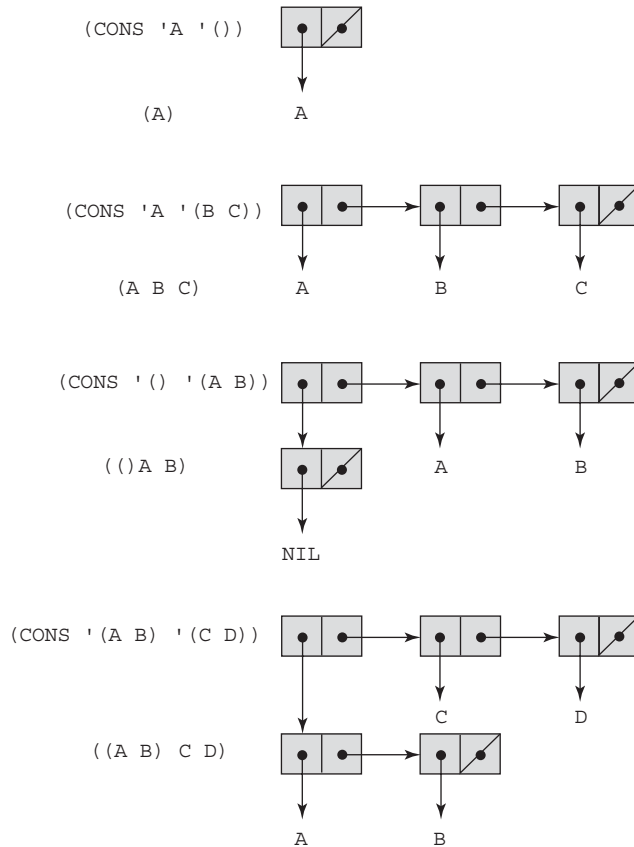 (CONS 'A '())
(A)
A
(CONS 'A '(B C))
(A B C)
A B C
(CONS '() '(A B))
A B
(()A B)
NIL
(CONS '(A B) '(C D))
C D
((A B) C D)
A B